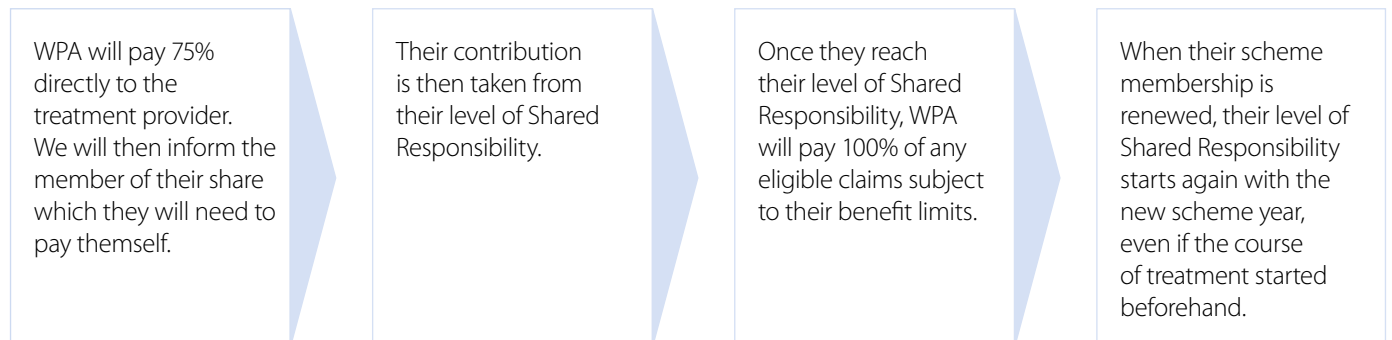 WPA will pay 75%
directly to the
treatment provider.
We will then inform the
member of their share
which they will need to
pay themself.
Their contribution
is then taken from
their level of Shared
Responsibility.
Once they reach
their level of Shared
Responsibility, WPA
will pay 100% of any
eligible claims subject
to their benefit limits.
When their scheme
membership is
renewed, their level of
Shared Responsibility
starts again with the
new scheme year,
even if the course
of treatment started
beforehand.